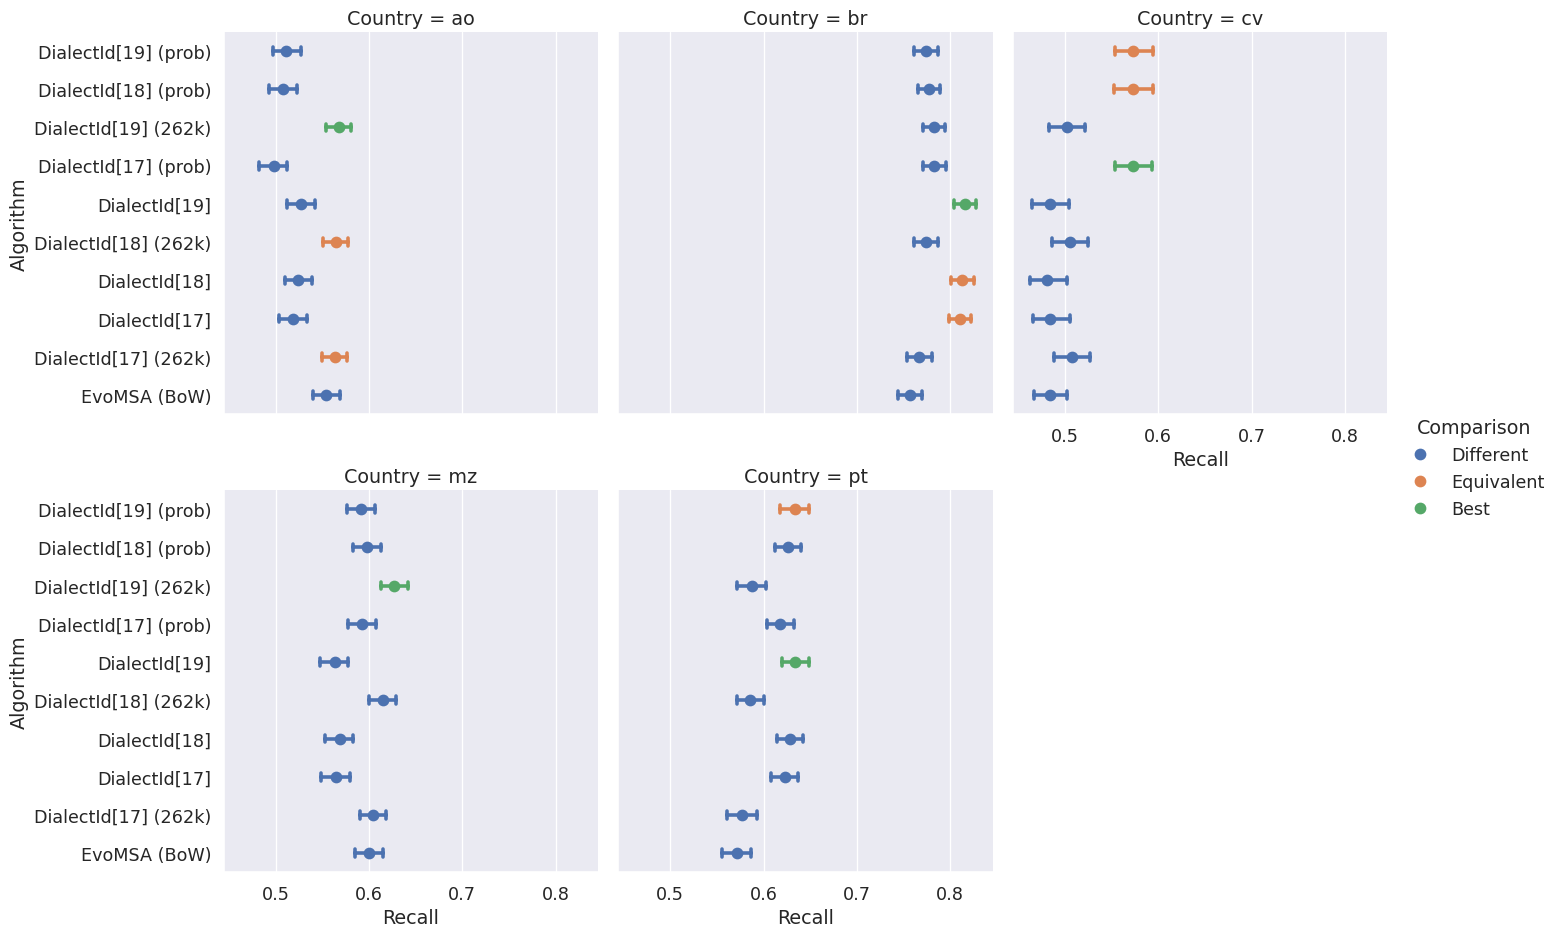 Country = ao
Country = br
Country = cv
Algorithm
DialectId[19] (prob)
DialectId[18] (prob)
DialectId[19] (262k)
DialectId[17] (prob)
DialectId[19]
DialectId[18] (262k)
DialectId[18]
DialectId[17]
DialectId[17] (262k)
EvoMSA (BoW)
0.5 0.6 0.7 0.8
Recall
Comparison
Different
Equivalent
Best
Country = mz
Country = pt
Algorithm
DialectId[19] (prob)
DialectId[18] (prob)
DialectId[19] (262k)
DialectId[17] (prob)
DialectId[19]
DialectId[18] (262k)
DialectId[18]
DialectId[17]
DialectId[17] (262k)
EvoMSA (BoW)
0.5 0.6 0.7 0.8
Recall
0.5 0.6 0.7 0.8
Recall